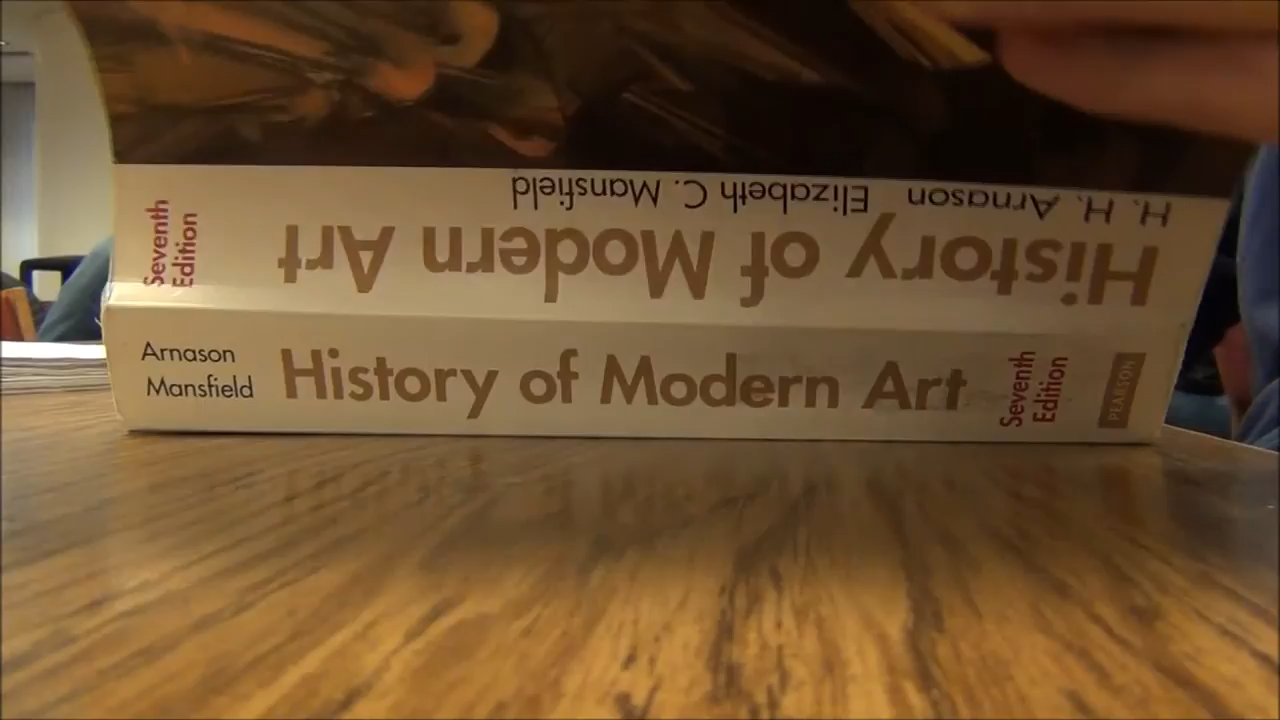 H. H. Arnason Elizabeth C. Mansfield
History of Modern Art
Seventh
Edition
Arnason
Mansfield
History of Modern Art
Seventh
Edition
PEARSON